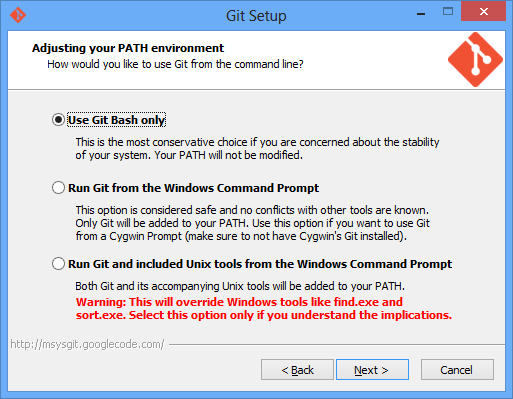 Git Setup
Adjusting your PATH environment
How would you like to use Git from the command line?
Use Git Bash only
This is the most conservative choice if you are concerned about the stability
of your system. Your PATH will not be modified.
Run Git from the Windows Command Prompt
This option is considered safe and no conflicts with other tools are known.
Only Git will be added to your PATH. Use this option if you want to use Git
from a Cygwin Prompt (make sure to not have Cygwin's Git installed).
Run Git and included Unix tools from the Windows Command Prompt
Both Git and its accompanying Unix tools will be added to your PATH.
Warning: This will override Windows tools like find.exe and
sort.exe. Select this option only if you understand the implications.
http://msysgit.googlecode.com/
< Back
Next >
Cancel